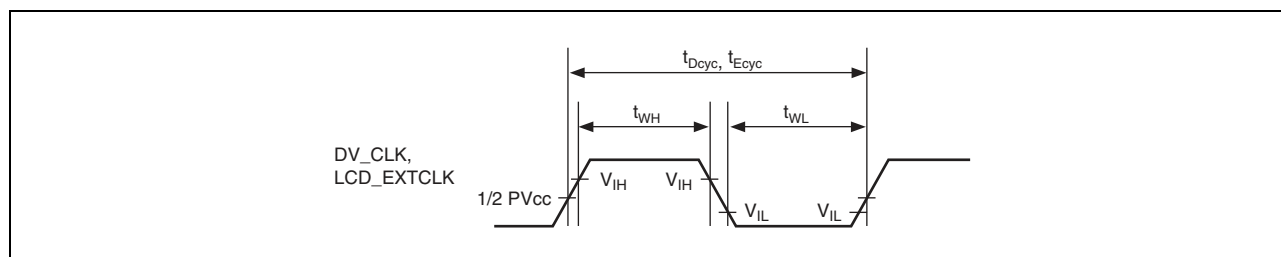 tDcyc, tEcyc
tWH
tWL
DV_CLK,
LCD_EXTCLK
VIH
VIH
1/2 PVcc
VIL
VIL